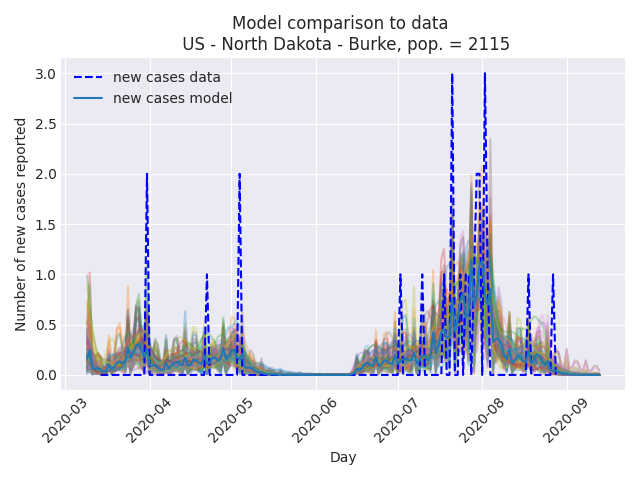 Model comparison to data
US - North Dakota - Burke, pop. = 2115
new cases data
new cases model
Number of new cases reported
3.0
2.5
2.0
1.5
1.0
0.5
0.0
2020-03
2020-04
2020-05
2020-06
2020-07
2020-08
2020-09
Day